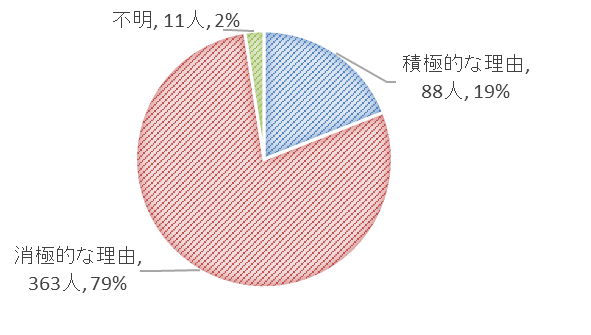 不明, 11人, 2%
積極的な理由,
88人, 19%
消極的な理由,
363人, 79%